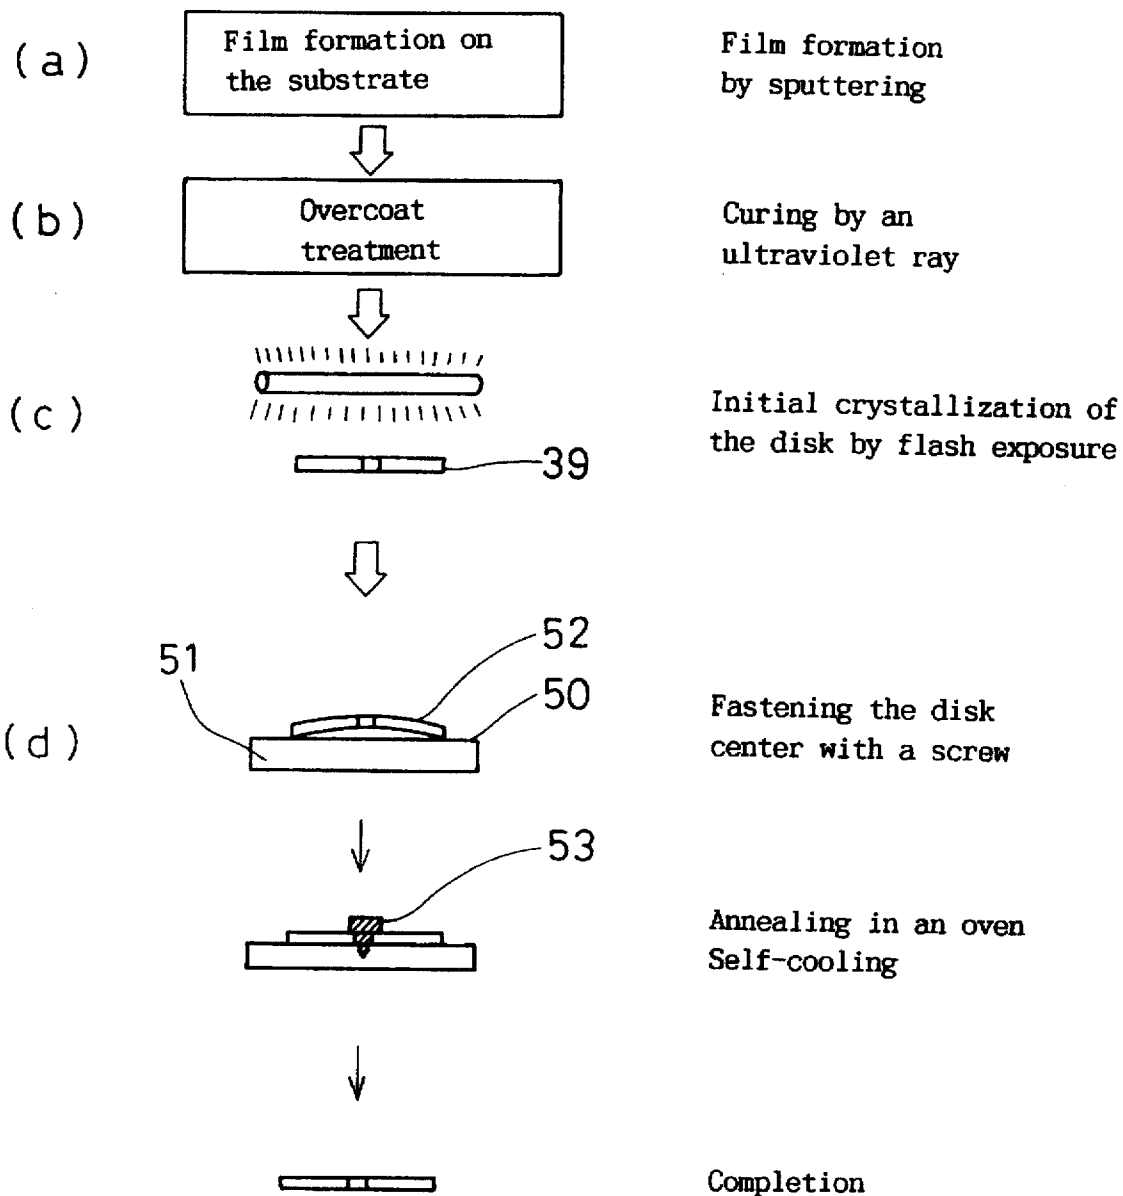 (a)
Film formation on
the substrate
Film formation
by sputtering
(b)
Overcoat
treatment
Curing by an
ultraviolet ray
(c)
Initial crystallization of
the disk by flash exposure
39
52
51
50
(d)
Fastening the disk
center with a screw
53
Annealing in an oven
Self-cooling
Completion